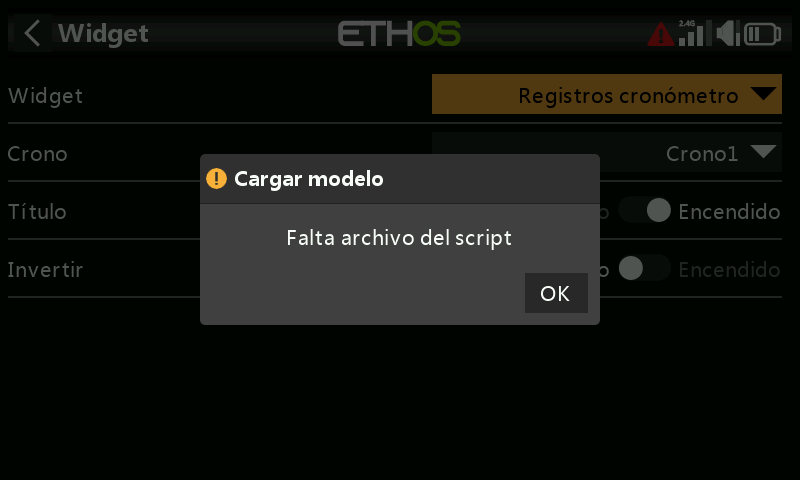 Widget
ETHOS
2.4G
Widget
Registros cronómetro
Crono
Crono1
Cargar modelo
Título
Encendido
Falta archivo del script
Invertir
Encendido
OK